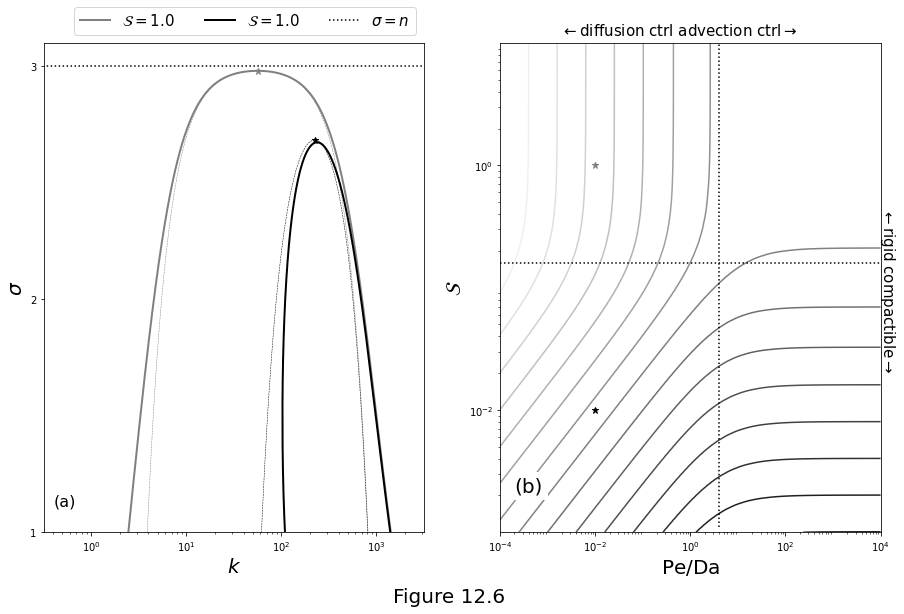 𝒮 = 1.0 𝒮 = 1.0 σ = n
← diffusion ctrl advection ctrl →
3
2
1
σ
(a)
10⁰ 10¹ 10² 10³
k
10⁰
10⁻²
𝒮
(b)
10⁻⁴ 10⁻² 10⁰ 10² 10⁴
Pe/Da
← rigid compactible →
Figure 12.6